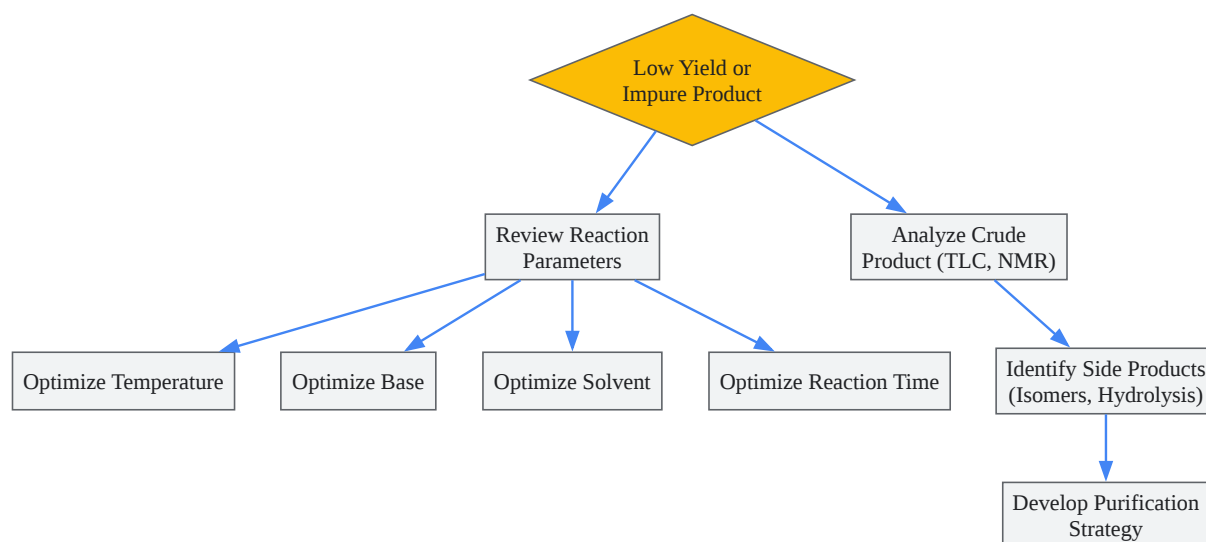 Low Yield or
Impure Product
Review Reaction
Parameters
Analyze Crude
Product (TLC, NMR)
Optimize Temperature
Optimize Base
Optimize Solvent
Optimize Reaction Time
Identify Side Products
(Isomers, Hydrolysis)
Develop Purification
Strategy